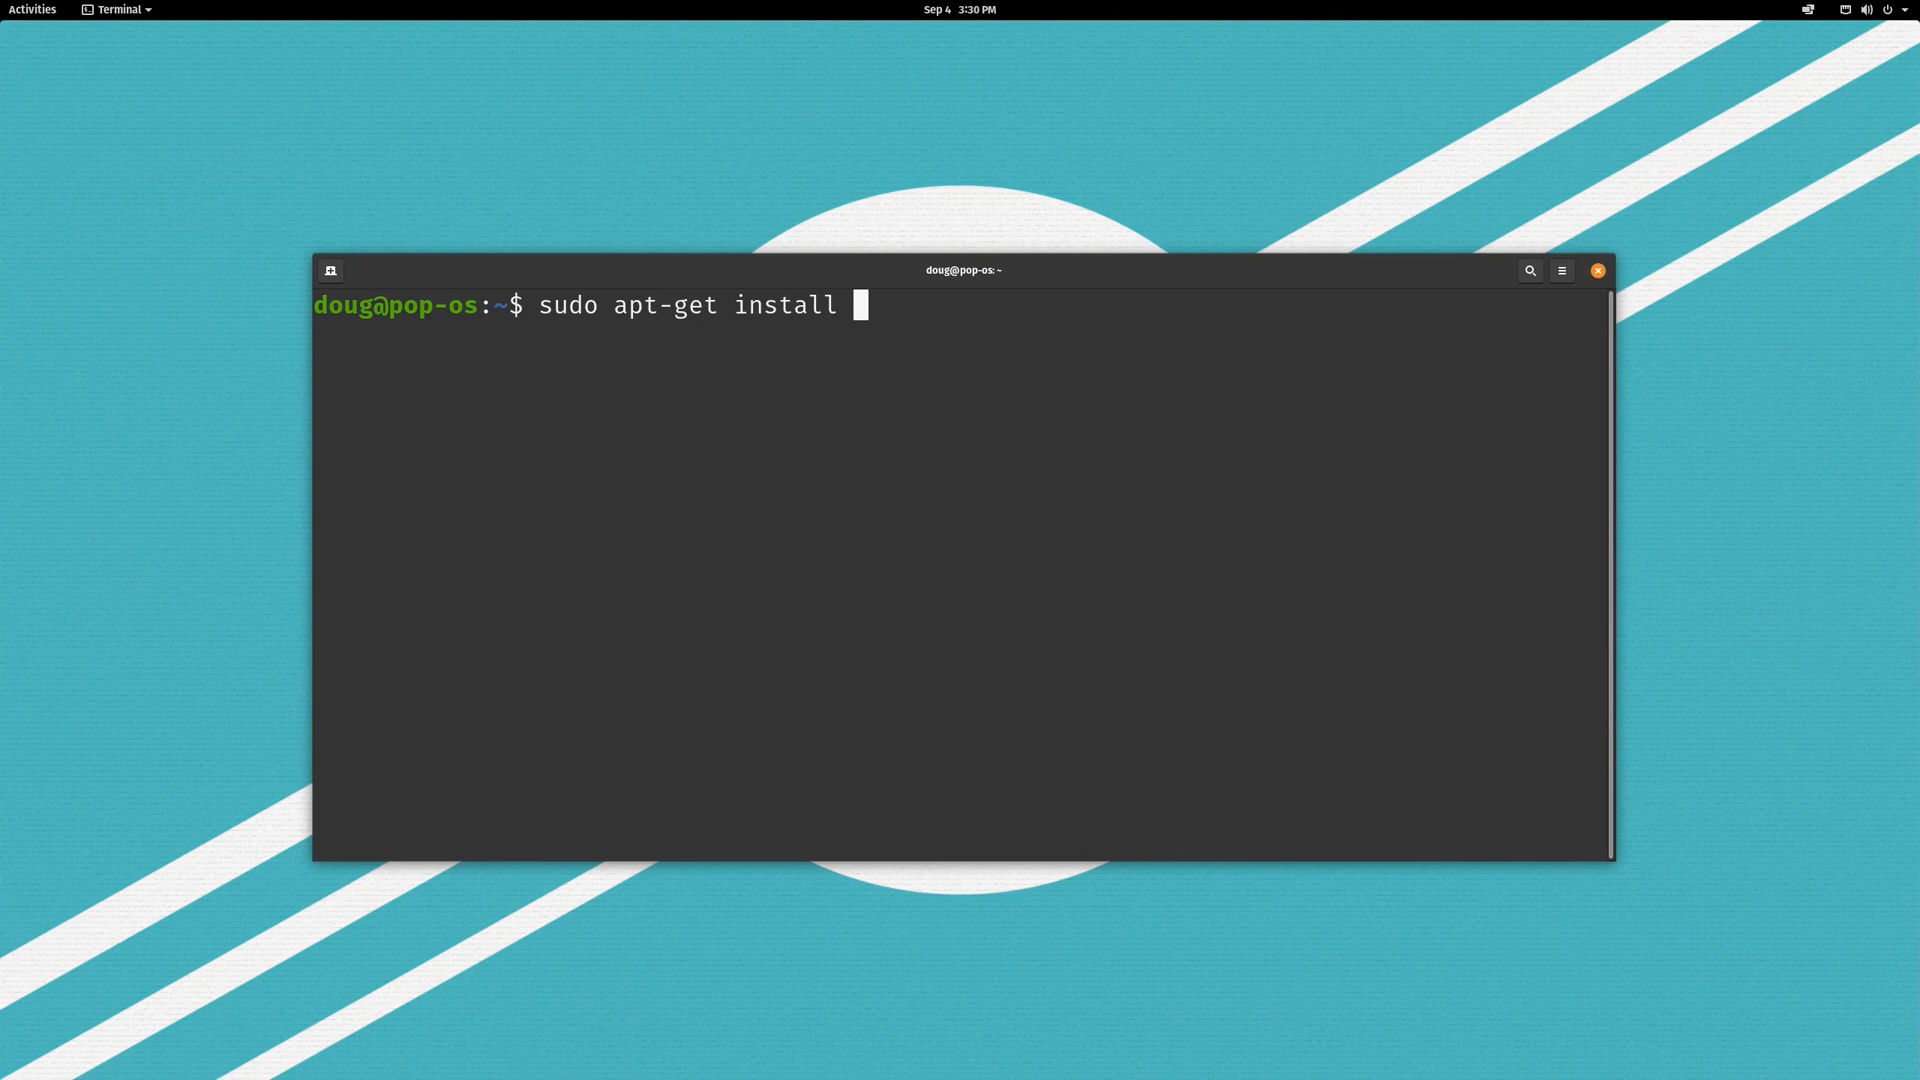 Activities Terminal Sep 4 3:30 PM
doug@pop-os: ~
doug@pop-os:~$ sudo apt-get install